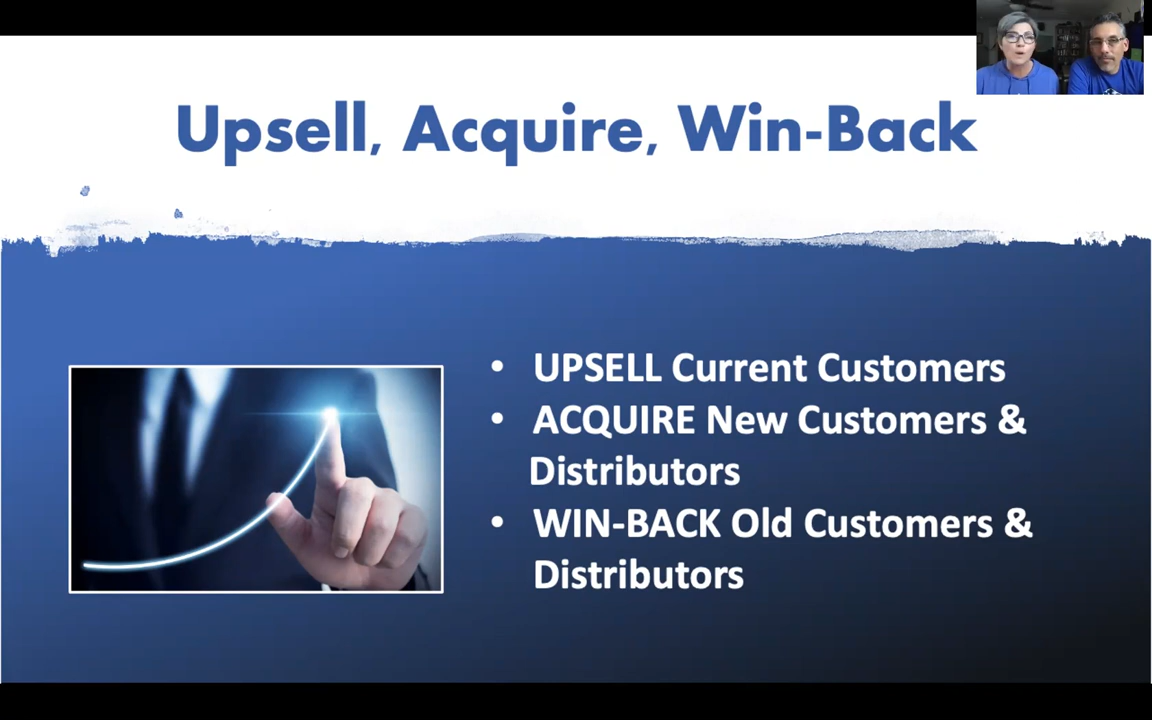 Upsell, Acquire, Win-Back
• UPSELL Current Customers
• ACQUIRE New Customers &
Distributors
• WIN-BACK Old Customers &
Distributors